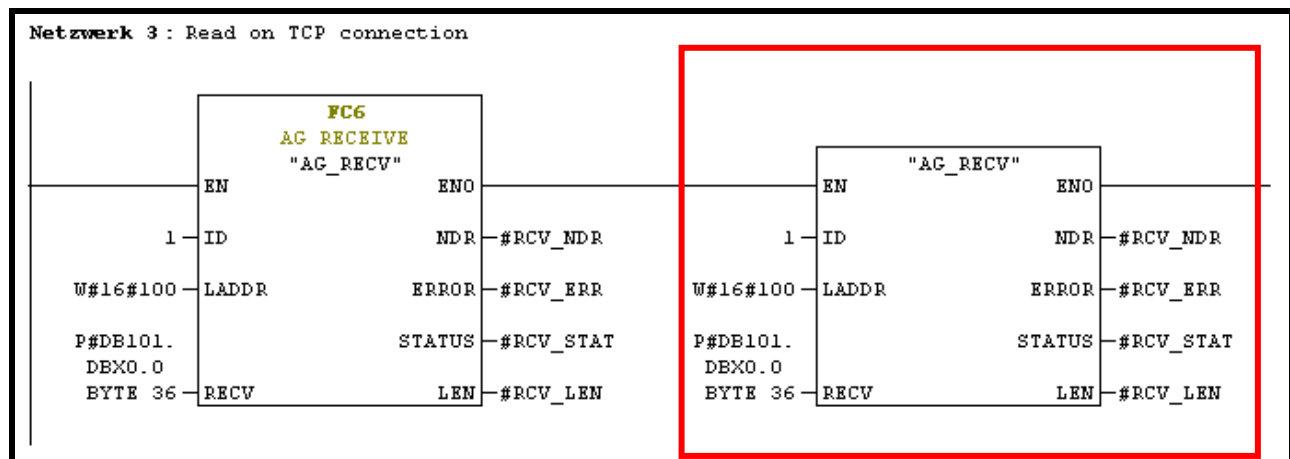 Netzwerk 3 : Read on TCP connection
FC6
AG RECEIVE
"AG_RECV"
EN ENO
1 ID NDR #RCV_NDR
W#16#100 LADDR ERROR #RCV_ERR
P#DB101. STATUS #RCV_STAT
DBX0.0
BYTE 36 RECV LEN #RCV_LEN
"AG_RECV"
EN ENO
1 ID NDR #RCV_NDR
W#16#100 LADDR ERROR #RCV_ERR
P#DB101. STATUS #RCV_STAT
DBX0.0
BYTE 36 RECV LEN #RCV_LEN